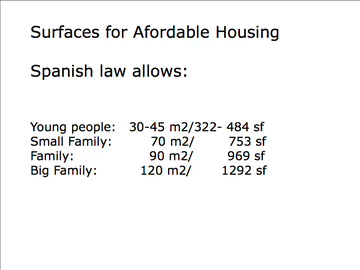 Surfaces for Afordable Housing
Spanish law allows:
Young people: 30-45 m2/322- 484 sf
Small Family: 70 m2/ 753 sf
Family: 90 m2/ 969 sf
Big Family: 120 m2/ 1292 sf